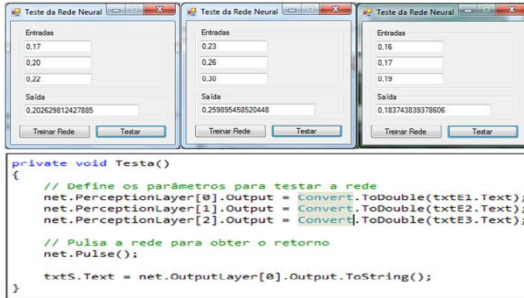 Teste da Rede Neural
Entradas
0,17
0,20
0,22
Saída
0,202629812427885
Treinar Rede Testar
Teste da Rede Neural
Entradas
0,23
0,26
0,30
Saída
0,259895458520448
Treinar Rede Testar
Teste da Rede Neural
Entradas
0,16
0,17
0,19
Saída
0,183743839378606
Treinar Rede Testar
private void Testa()
{
// Define os parâmetros para testar a rede
net.PerceptionLayer[0].Output = Convert.ToDouble(txtE1.Text);
net.PerceptionLayer[1].Output = Convert.ToDouble(txtE2.Text);
net.PerceptionLayer[2].Output = Convert.ToDouble(txtE3.Text);
// Pulsa a rede para obter o retorno
net.Pulse();
txtS.Text = net.OutputLayer[0].Output.ToString();
}